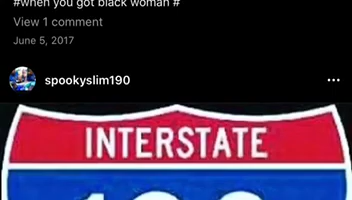 #when you got black woman #
View 1 comment
June 5, 2017
spookyslim190
INTERSTATE